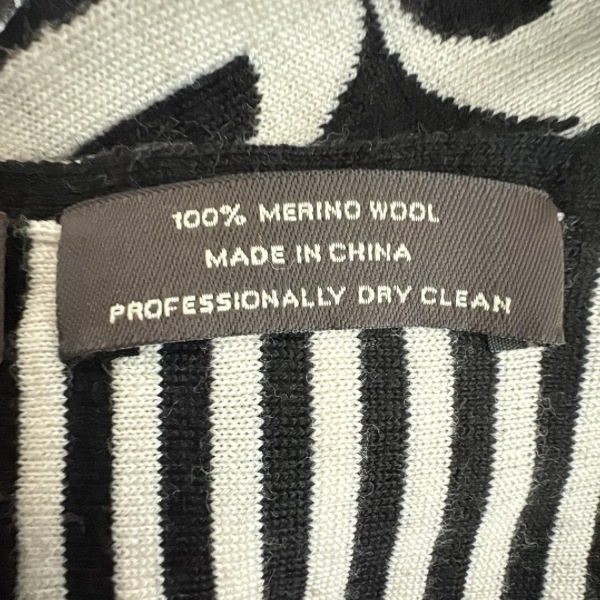 100% MERINO WOOL
MADE IN CHINA
PROFESSIONALLY DRY CLEAN